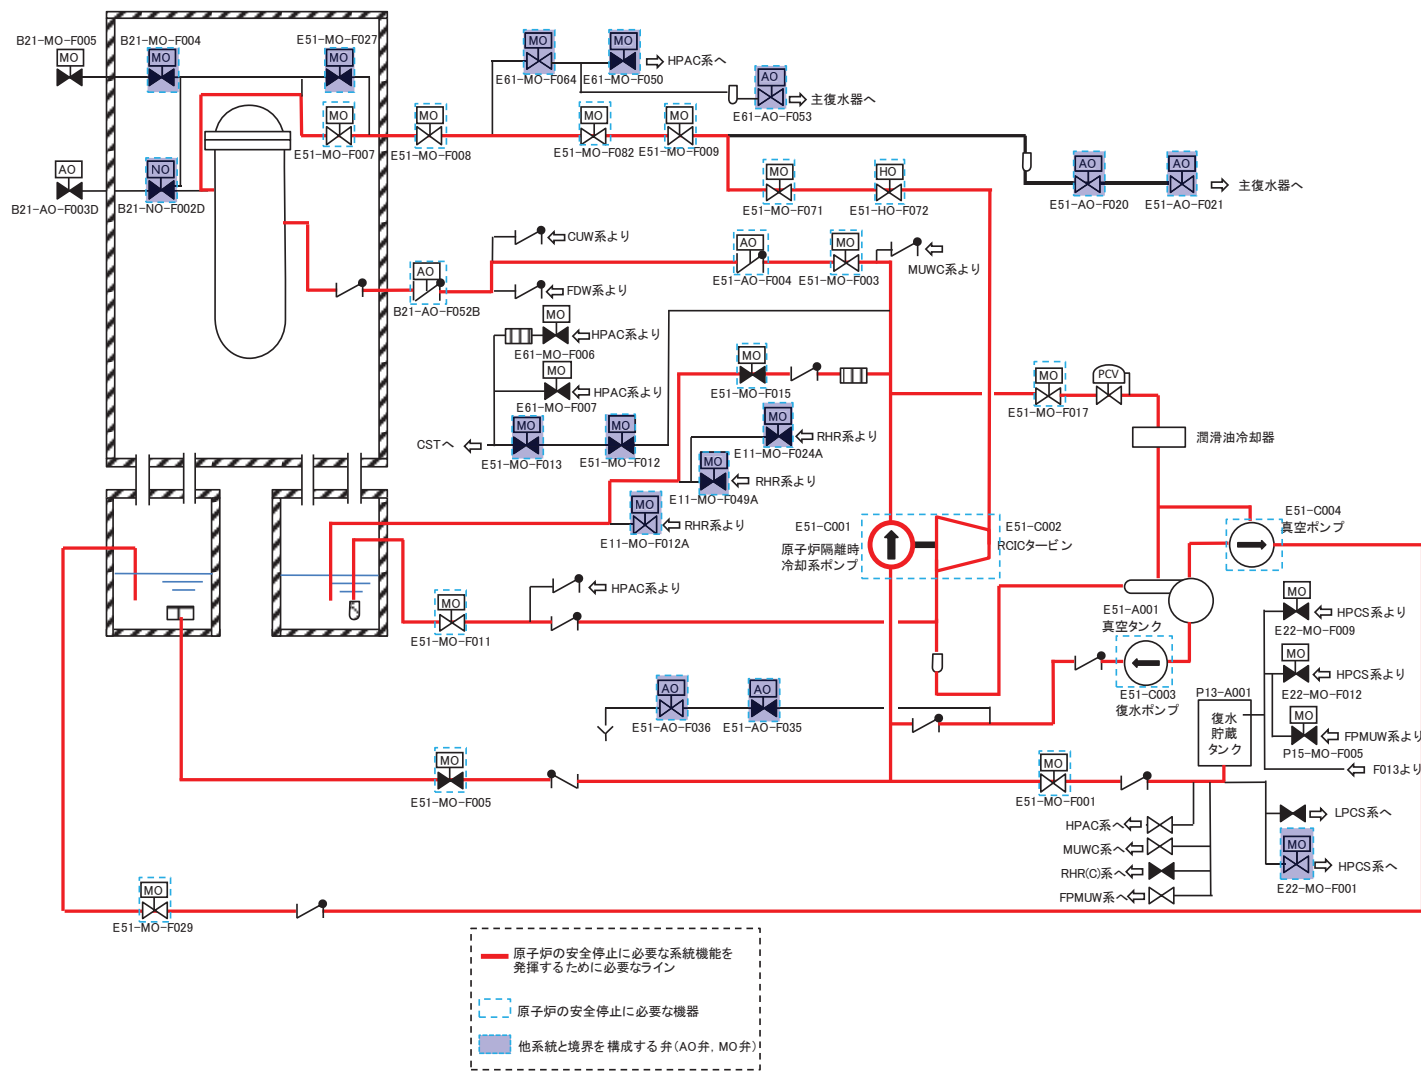 B21-MO-F005
MO
B21-MO-F004
MO
E51-MO-F027
MO
MO
E61-MO-F064
MO
E61-MO-F050
HPAC系へ
AO
E61-AO-F053
主復水器へ
MO
E51-MO-F007
MO
E51-MO-F008
MO
E51-MO-F082
MO
E51-MO-F009
AO
B21-AO-F003D
NO
B21-NO-F002D
MO
E51-MO-F071
HO
E51-HO-F072
AO
E51-AO-F020
AO
E51-AO-F021
主復水器へ
CUW系より
AO
B21-AO-F052B
FDW系より
AO
E51-AO-F004
MO
E51-MO-F003
MUWC系より
MO
E61-MO-F006
HPAC系より
MO
E61-MO-F007
HPAC系より
MO
E51-MO-F015
MO
E51-MO-F017
PCV
CSTへ
MO
E51-MO-F013
MO
E51-MO-F012
MO
E11-MO-F024A
RHR系より
潤滑油冷却器
MO
E11-MO-F049A
RHR系より
MO
E11-MO-F012A
RHR系より
E51-C001
原子炉隔離時
冷却系ポンプ
E51-C002
RCICタービン
E51-C004
真空ポンプ
HPAC系より
MO
E51-MO-F011
E51-A001
真空タンク
E51-C003
復水ポンプ
MO
E22-MO-F009
HPCS系より
MO
E22-MO-F012
HPCS系より
P13-A001
復水
貯蔵
タンク
MO
P15-MO-F005
FPMUW系より
F013より
AO
E51-AO-F036
AO
E51-AO-F035
MO
E51-MO-F005
MO
E51-MO-F001
HPAC系へ
MUWC系へ
RHR(C)系へ
FPMUW系へ
LPCS系へ
MO
E22-MO-F001
HPCS系へ
MO
E51-MO-F029
原子炉の安全停止に必要な系統機能を
発揮するために必要なライン
原子炉の安全停止に必要な機器
他系統と境界を構成する弁(AO弁, MO弁)